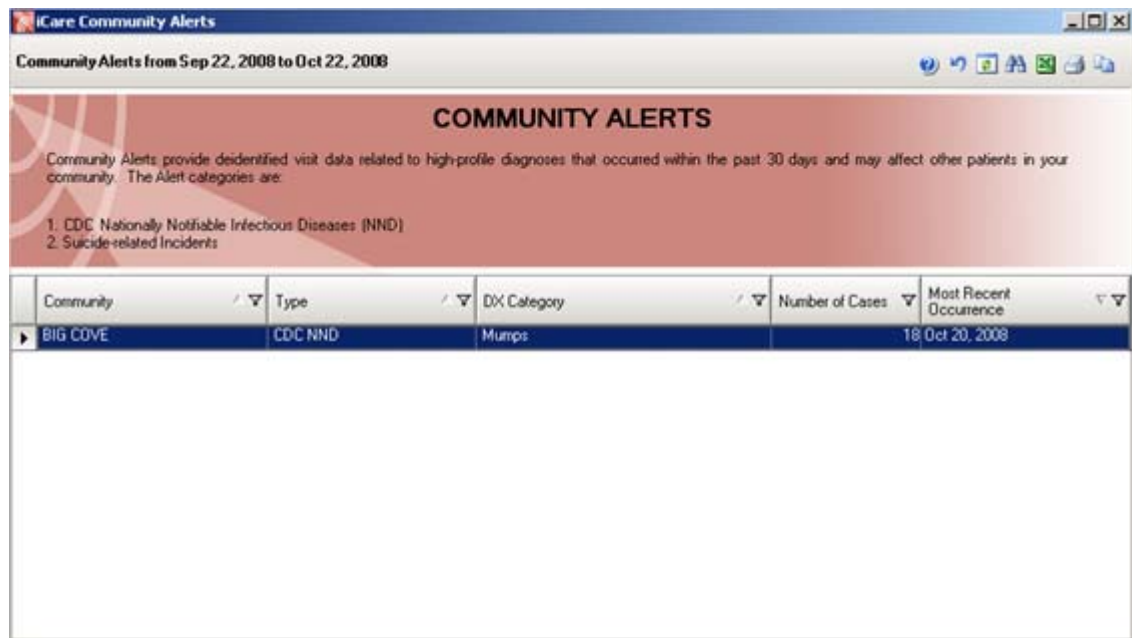 iCare Community Alerts
Community Alerts from Sep 22, 2008 to Oct 22, 2008
COMMUNITY ALERTS
Community Alerts provide deidentified visit data related to high-profile diagnoses that occurred within the past 30 days and may affect other patients in your
community. The Alert categories are:
1. CDC Nationally Notifiable Infectious Diseases (NND)
2. Suicide-related Incidents
Community Type DX Category Number of Cases Most Recent
Occurrence
BIG COVE CDC NND Mumps 18 Oct 20, 2008